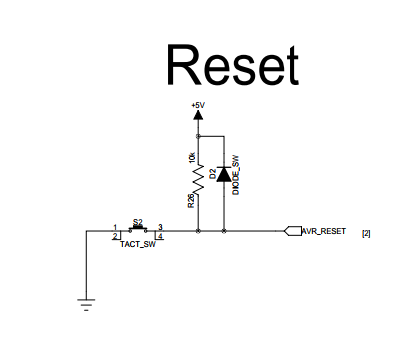 Reset
+5V
10k
R26
D2
DIODE_SW
S2
1
2
3
4
TACT_SW
AVR_RESET
[2]